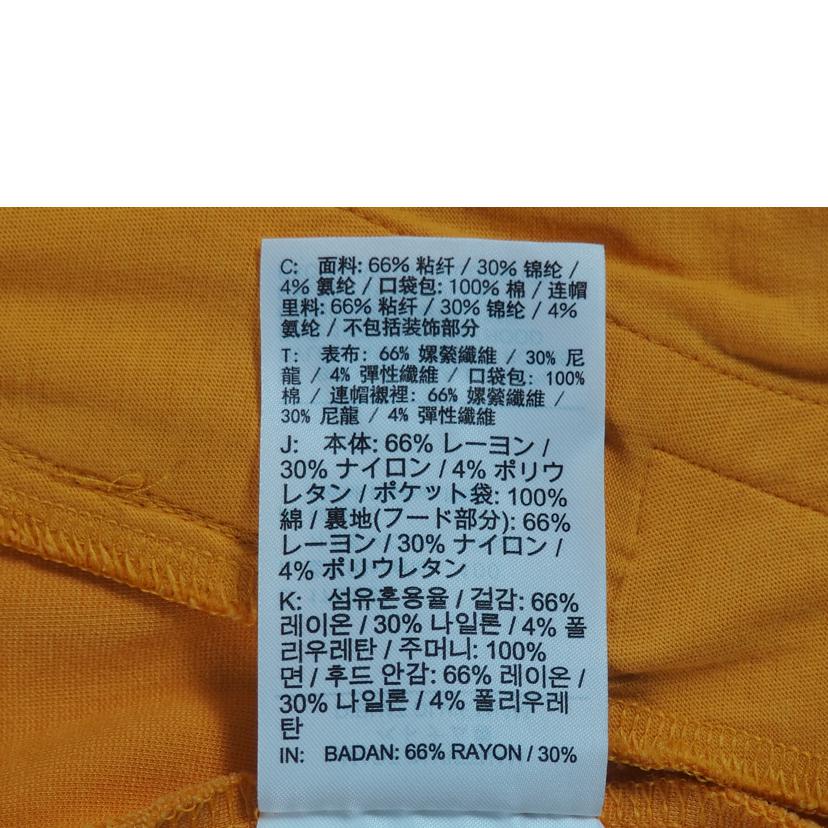 C: 面料: 66% 粘纤 / 30% 锦纶 /
4% 氨纶 / 口袋包: 100% 棉 / 连帽
里料: 66% 粘纤 / 30% 锦纶 / 4%
氨纶 / 不包括装饰部分
T: 表布: 66% 嫘縈纖維 / 30% 尼
龍 / 4% 彈性纖維 / 口袋包: 100%
棉 / 連帽襯裡: 66% 嫘縈纖維 /
30% 尼龍 / 4% 彈性纖維
J: 本体: 66% レーヨン /
30% ナイロン / 4% ポリウ
レタン / ポケット袋: 100%
綿 / 裏地(フード部分): 66%
レーヨン / 30% ナイロン /
4% ポリウレタン
K: 섬유혼용율 / 겉감: 66%
레이온 / 30% 나일론 / 4% 폴
리우레탄 / 주머니: 100%
면 / 후드 안감: 66% 레이온 /
30% 나일론 / 4% 폴리우레
탄
IN: BADAN: 66% RAYON / 30%